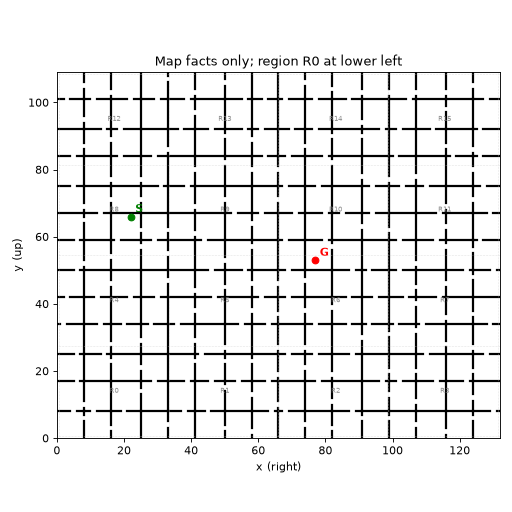 Map facts only; region R0 at lower left
100
R12
R13
R14
R15
80
R8
S
R9
R10
R11
60
G
y (up)
40
R4
R5
R6
R7
20
R0
R1
R2
R3
0
0 20 40 60 80 100 120
x (right)